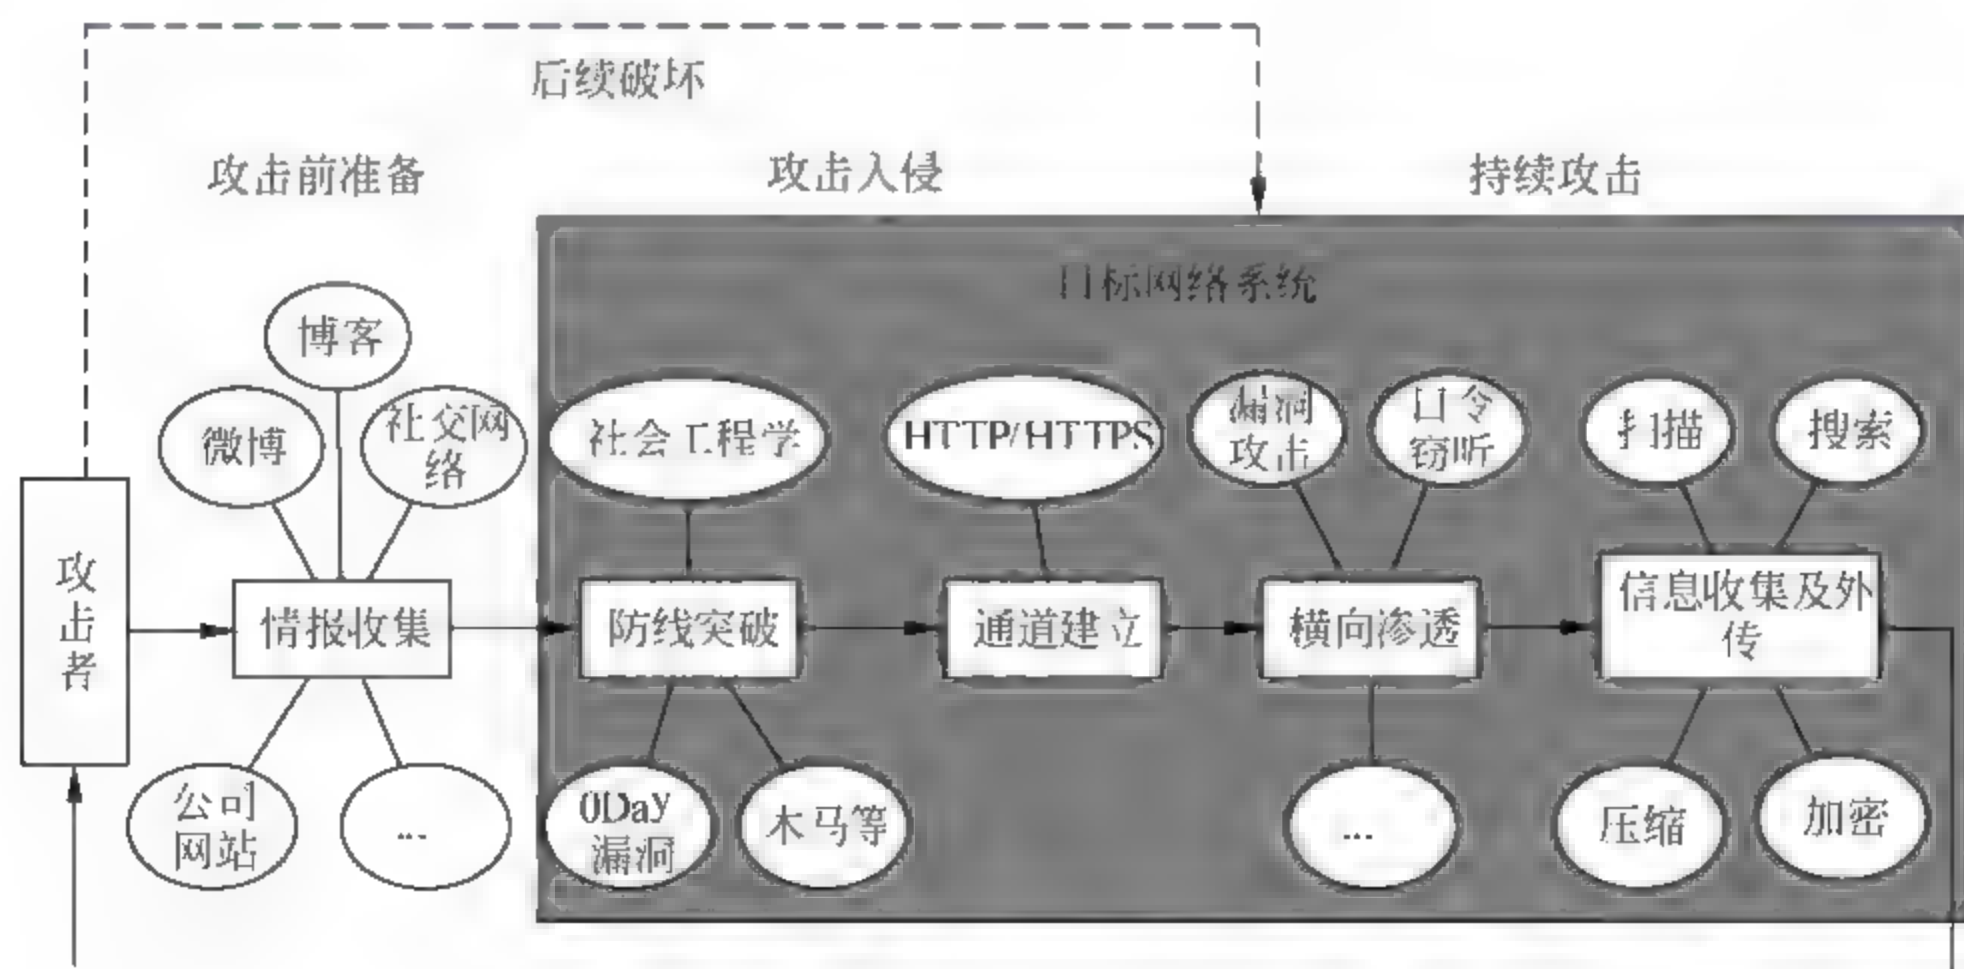 后续破坏
攻击前准备
攻击入侵
持续攻击
目标网络系统
博客
微博
社交网
络
社会工程学
HTTP/HTTPS
漏洞
攻击
口令
窃听
扫描
搜索
攻
击
者
情报收集
防线突破
通道建立
横向渗透
信息收集及外
传
公司
网站
...
0Day
漏洞
木马等
...
压缩
加密